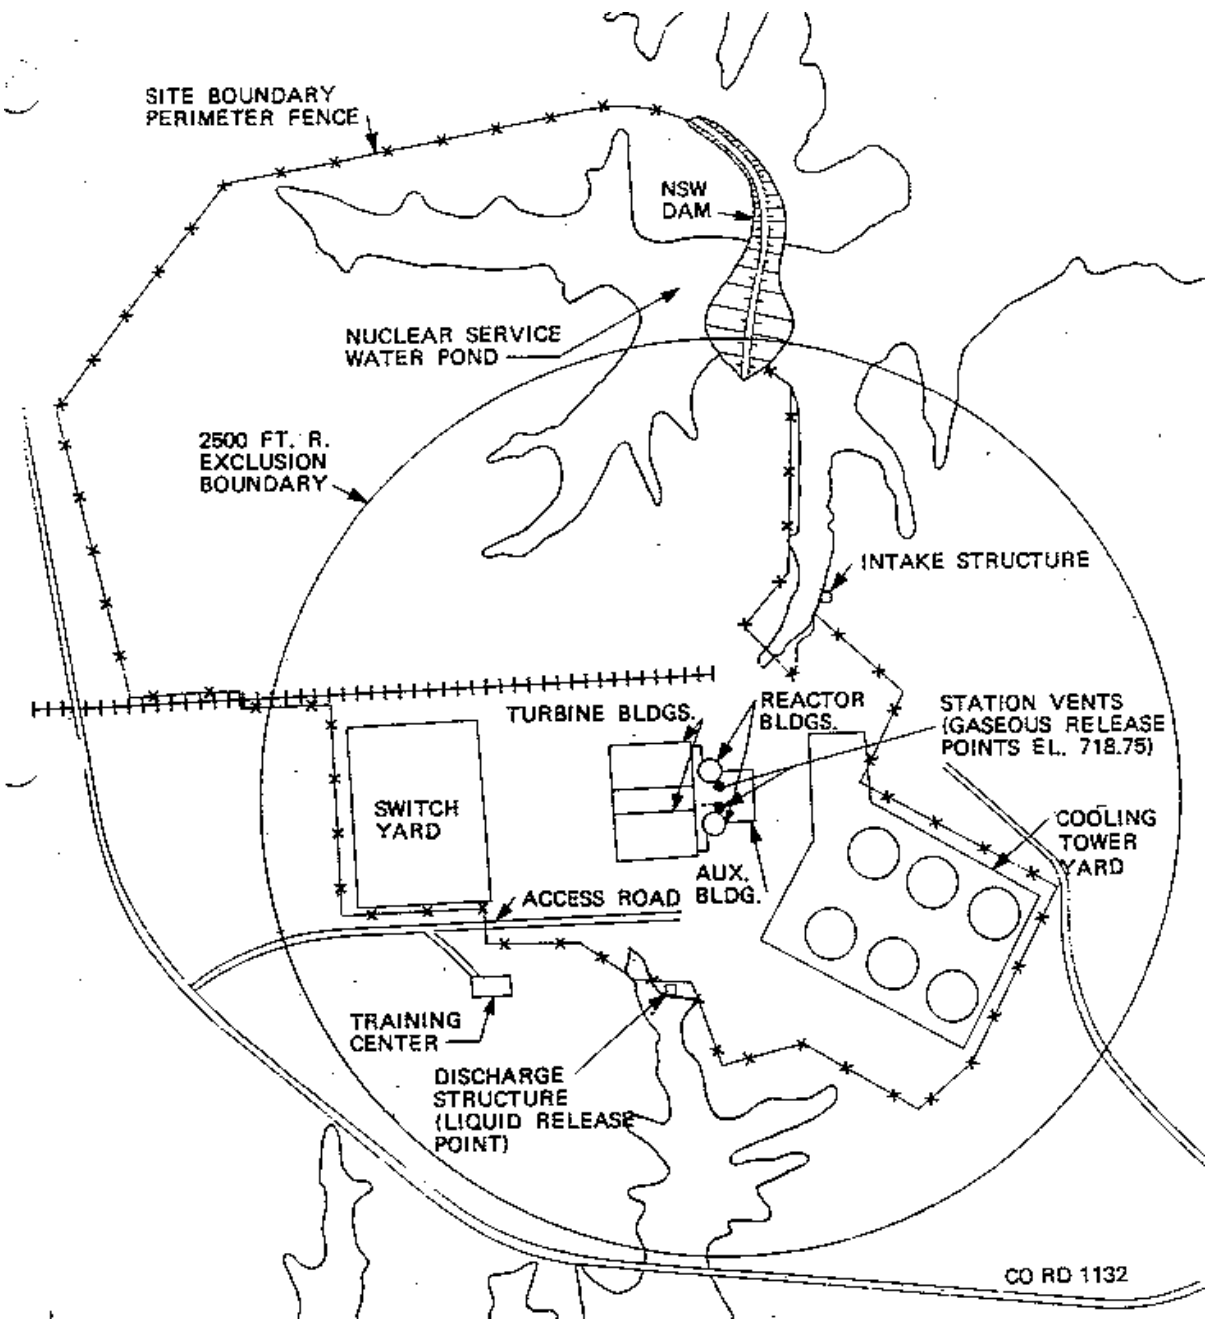 SITE BOUNDARY
PERIMETER FENCE
NSW
DAM
NUCLEAR SERVICE
WATER POND
2500 FT. R.
EXCLUSION
BOUNDARY
INTAKE STRUCTURE
TURBINE BLDGS.
REACTOR
BLDGS.
STATION VENTS
(GASEOUS RELEASE
POINTS EL. 718.75)
SWITCH
YARD
COOLING
TOWER
YARD
AUX.
BLDG.
ACCESS ROAD
TRAINING
CENTER
DISCHARGE
STRUCTURE
(LIQUID RELEASE
POINT)
CO RD 1132